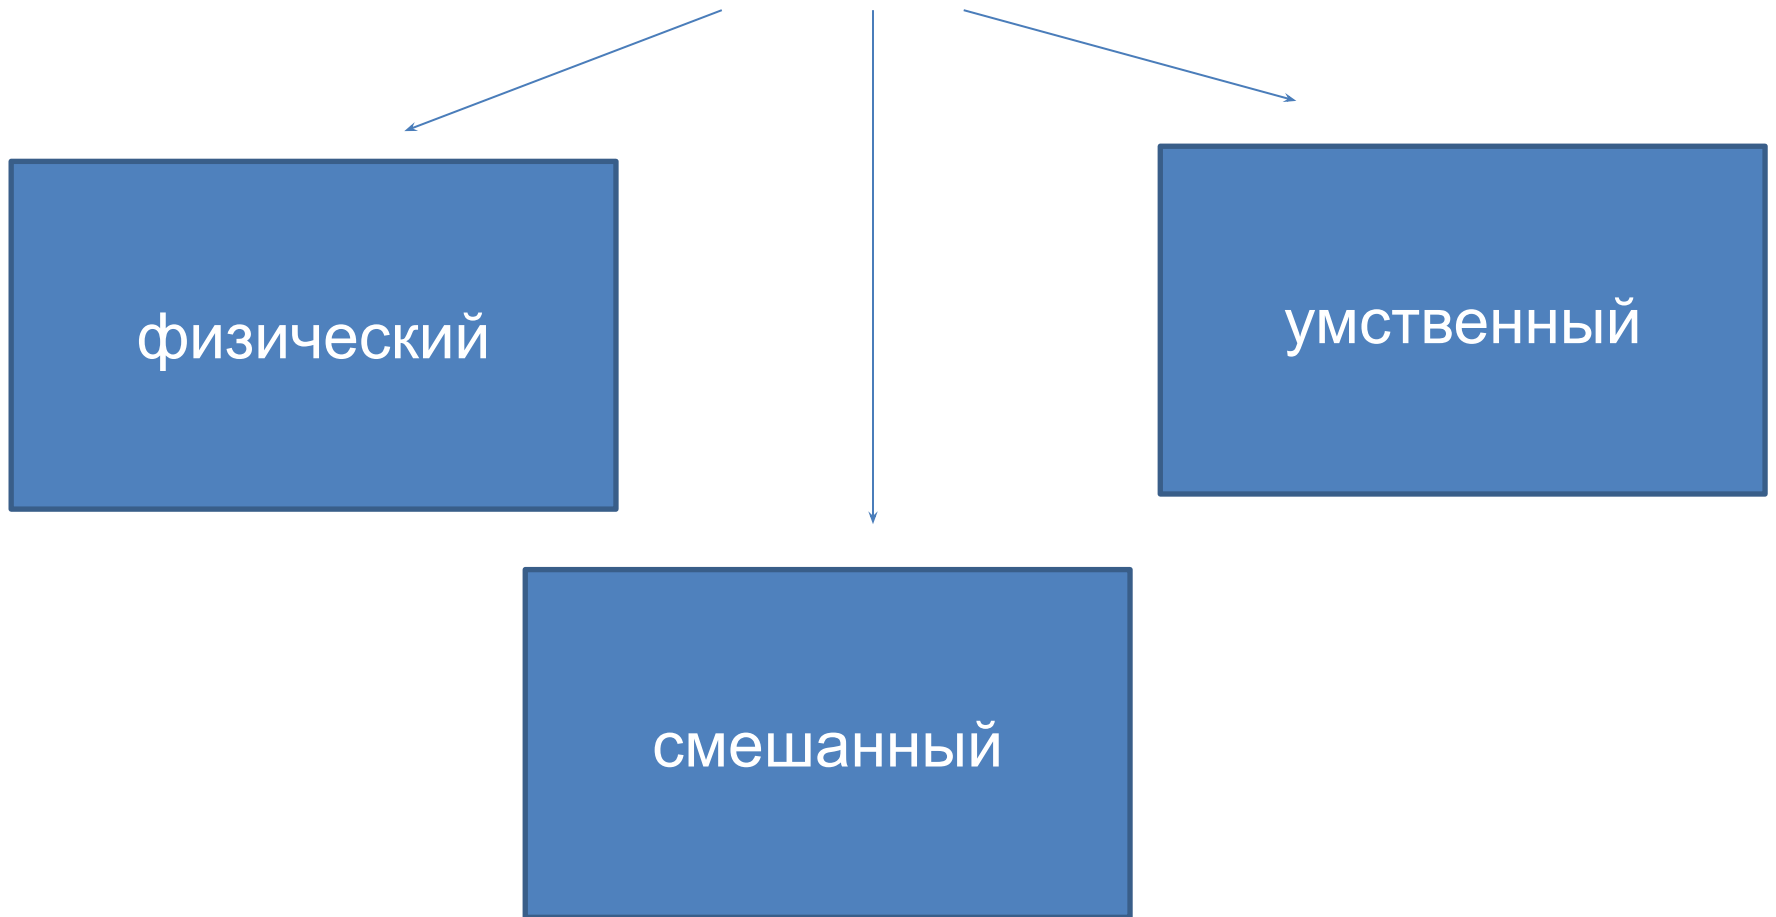 физический
умственный
смешанный